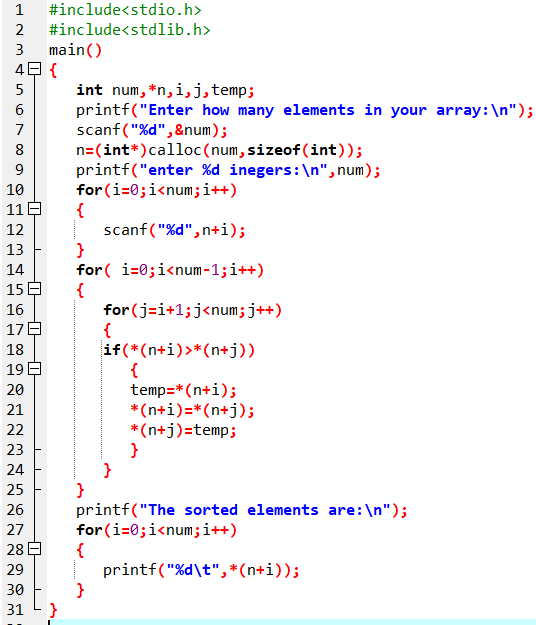 1 #include<stdio.h>
2 #include<stdlib.h>
3 main()
4 {
5 int num,*n,i,j,temp;
6 printf("Enter how many elements in your array:\n");
7 scanf("%d",&num);
8 n=(int*)calloc(num,sizeof(int));
9 printf("enter %d inegers:\n",num);
10 for(i=0;i<num;i++)
11 {
12 scanf("%d",n+i);
13 }
14 for( i=0;i<num-1;i++)
15 {
16 for(j=i+1;j<num;j++)
17 {
18 if(*(n+i)>*(n+j))
19 {
20 temp=*(n+i);
21 *(n+i)=*(n+j);
22 *(n+j)=temp;
23 }
24 }
25 }
26 printf("The sorted elements are:\n");
27 for(i=0;i<num;i++)
28 {
29 printf("%d\t",*(n+i));
30 }
31 }